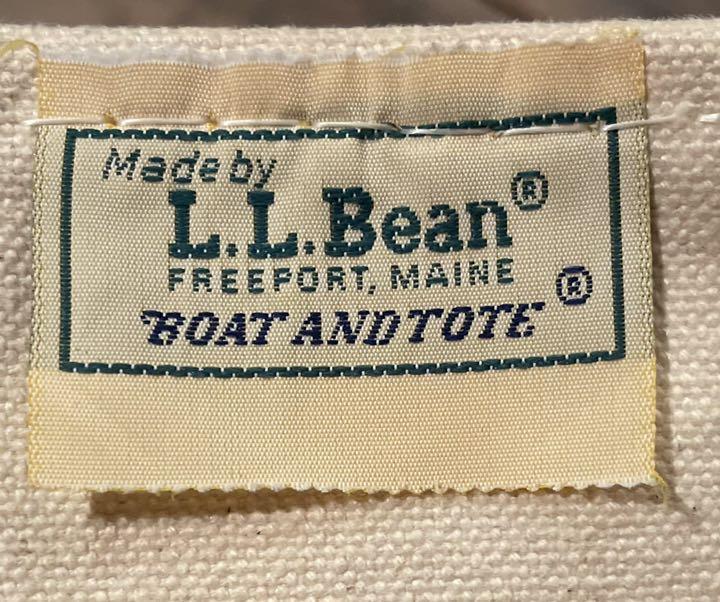 Made by
L.L.Bean®
FREEPORT, MAINE
BOAT AND TOTE®